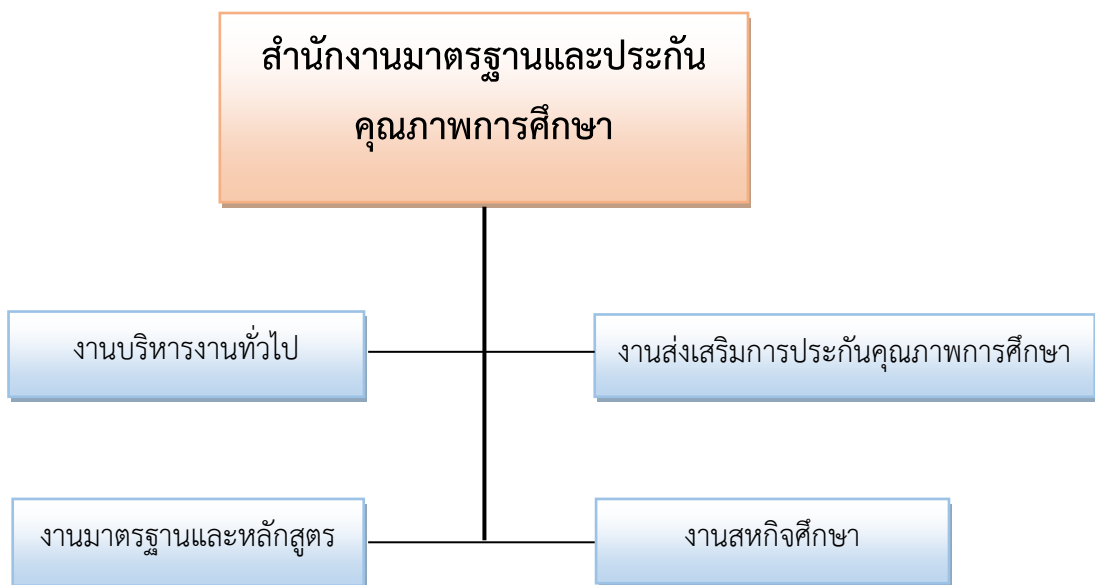 สำนักงานมาตรฐานและประกัน
คุณภาพการศึกษา
งานบริหารงานทั่วไป
งานส่งเสริมการประกันคุณภาพการศึกษา
งานมาตรฐานและหลักสูตร
งานสหกิจศึกษา